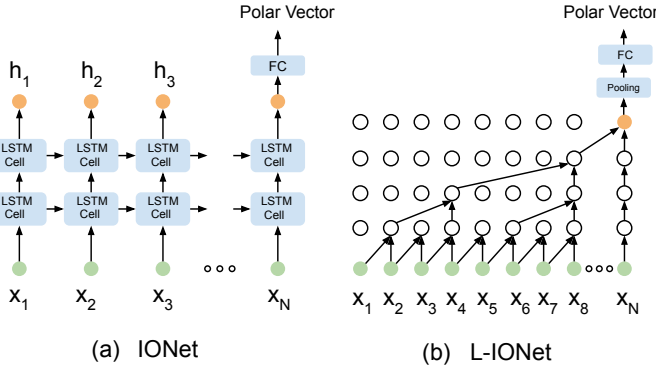 Polar Vector
FC
h1 h2 h3
LSTM Cell LSTM Cell LSTM Cell LSTM Cell
LSTM Cell LSTM Cell LSTM Cell LSTM Cell
x1 x2 x3 xN
(a) IONet
Polar Vector
FC
Pooling
x1 x2 x3 x4 x5 x6 x7 x8 xN
(b) L-IONet